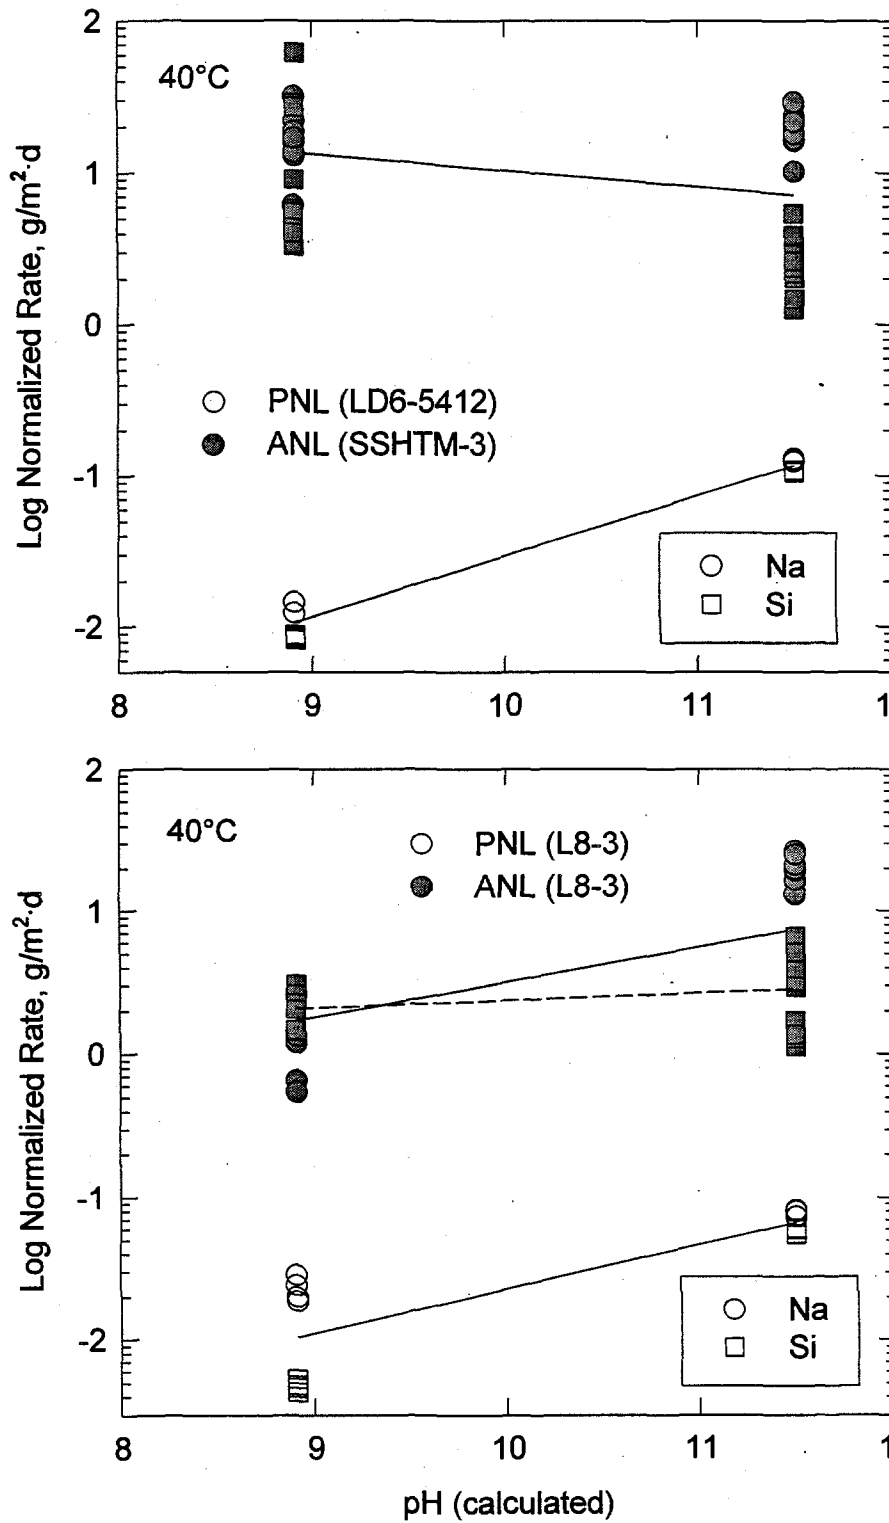 2
40°C
1
0
-1
-2
Log Normalized Rate, g/m²·d
PNL (LD6-5412)
ANL (SSHTM-3)
Na
Si
8 9 10 11 1
2
40°C
PNL (L8-3)
ANL (L8-3)
1
0
-1
-2
Log Normalized Rate, g/m²·d
Na
Si
8 9 10 11 1
pH (calculated)